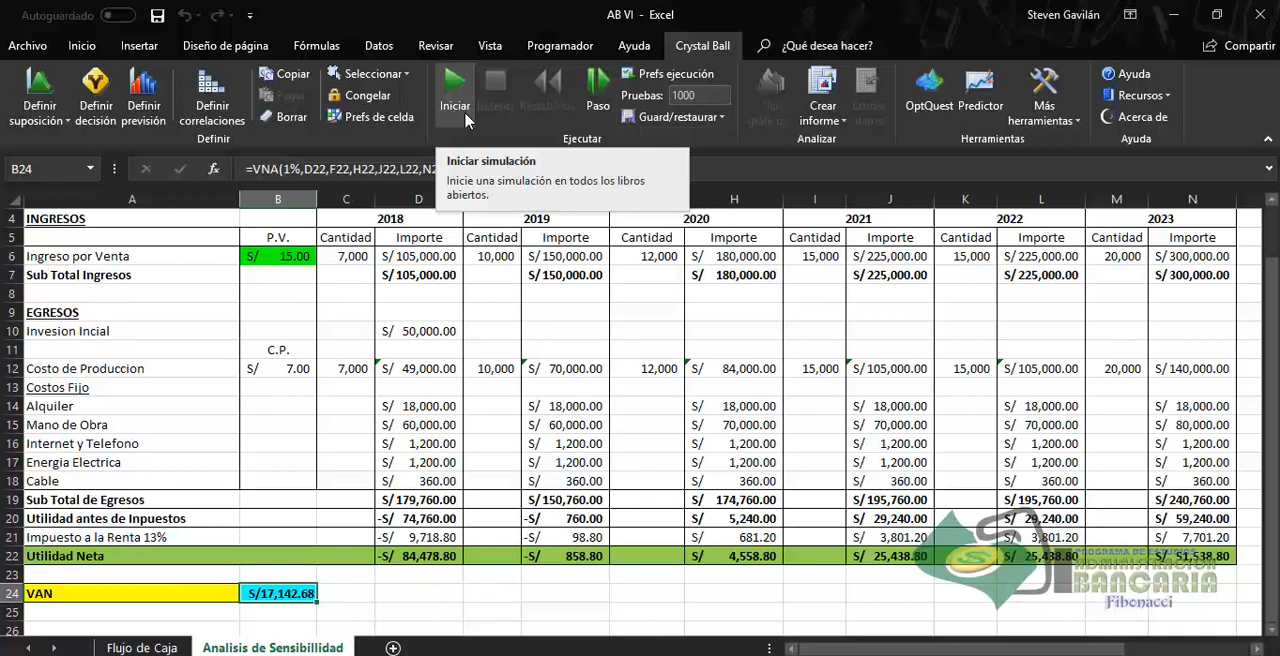 Autoguardado
AB VI - Excel
Steven Gavilán
Archivo Inicio Insertar Diseño de página Fórmulas Datos Revisar Vista Programador Ayuda Crystal Ball ¿Qué desea hacer? Compartir
Definir suposición
Definir decisión
Definir previsión
Definir correlaciones
Copiar
Pegar
Borrar
Seleccionar
Congelar
Prefs de celda
Definir
Iniciar
Detener
Restablecer
Paso
Prefs ejecución
Pruebas: 1000
Guard/restaurar
Ejecutar
Ver gráficos
Crear informe
Extraer datos
Analizar
OptQuest
Predictor
Más herramientas
Herramientas
Ayuda
Recursos
Acerca de
Ayuda
B24 fx =VNA(1%,D22,F22,H22,J22,L22,N2
Iniciar simulación
Inicie una simulación en todos los libros
abiertos.
A B C D H I J K L M N
4 INGRESOS 2018 2019 2020 2021 2022 2023
5 P.V. Cantidad Importe Cantidad Importe Cantidad Importe Cantidad Importe Cantidad Importe Cantidad Importe
6 Ingreso por Venta S/ 15.00 7,000 S/ 105,000.00 10,000 S/ 150,000.00 12,000 S/ 180,000.00 15,000 S/ 225,000.00 15,000 S/ 225,000.00 20,000 S/ 300,000.00
7 Sub Total Ingresos S/ 105,000.00 S/ 150,000.00 S/ 180,000.00 S/ 225,000.00 S/ 225,000.00 S/ 300,000.00
8
9 EGRESOS
10 Invesion Incial S/ 50,000.00
11 C.P.
12 Costo de Produccion S/ 7.00 7,000 S/ 49,000.00 10,000 S/ 70,000.00 12,000 S/ 84,000.00 15,000 S/ 105,000.00 15,000 S/ 105,000.00 20,000 S/ 140,000.00
13 Costos Fijo
14 Alquiler S/ 18,000.00 S/ 18,000.00 S/ 18,000.00 S/ 18,000.00 S/ 18,000.00 S/ 18,000.00
15 Mano de Obra S/ 60,000.00 S/ 60,000.00 S/ 70,000.00 S/ 70,000.00 S/ 70,000.00 S/ 80,000.00
16 Internet y Telefono S/ 1,200.00 S/ 1,200.00 S/ 1,200.00 S/ 1,200.00 S/ 1,200.00 S/ 1,200.00
17 Energia Electrica S/ 1,200.00 S/ 1,200.00 S/ 1,200.00 S/ 1,200.00 S/ 1,200.00 S/ 1,200.00
18 Cable S/ 360.00 S/ 360.00 S/ 360.00 S/ 360.00 S/ 360.00 S/ 360.00
19 Sub Total de Egresos S/ 179,760.00 S/ 150,760.00 S/ 174,760.00 S/ 195,760.00 S/ 195,760.00 S/ 240,760.00
20 Utilidad antes de Inpuestos -S/ 74,760.00 -S/ 760.00 S/ 5,240.00 S/ 29,240.00 S/ 29,240.00 S/ 59,240.00
21 Impuesto a la Renta 13% -S/ 9,718.80 -S/ 98.80 S/ 681.20 S/ 3,801.20 S/ 3,801.20 S/ 7,701.20
22 Utilidad Neta -S/ 84,478.80 -S/ 858.80 S/ 4,558.80 S/ 25,438.80 S/ 25,438.80 S/ 51,538.80
23
24 VAN S/17,142.68
25
26
PROGRAMA DE ESTUDIOS
ADMINISTRACIÓN
BANCARIA
Fibonacci
Flujo de Caja Analisis de Sensibillidad